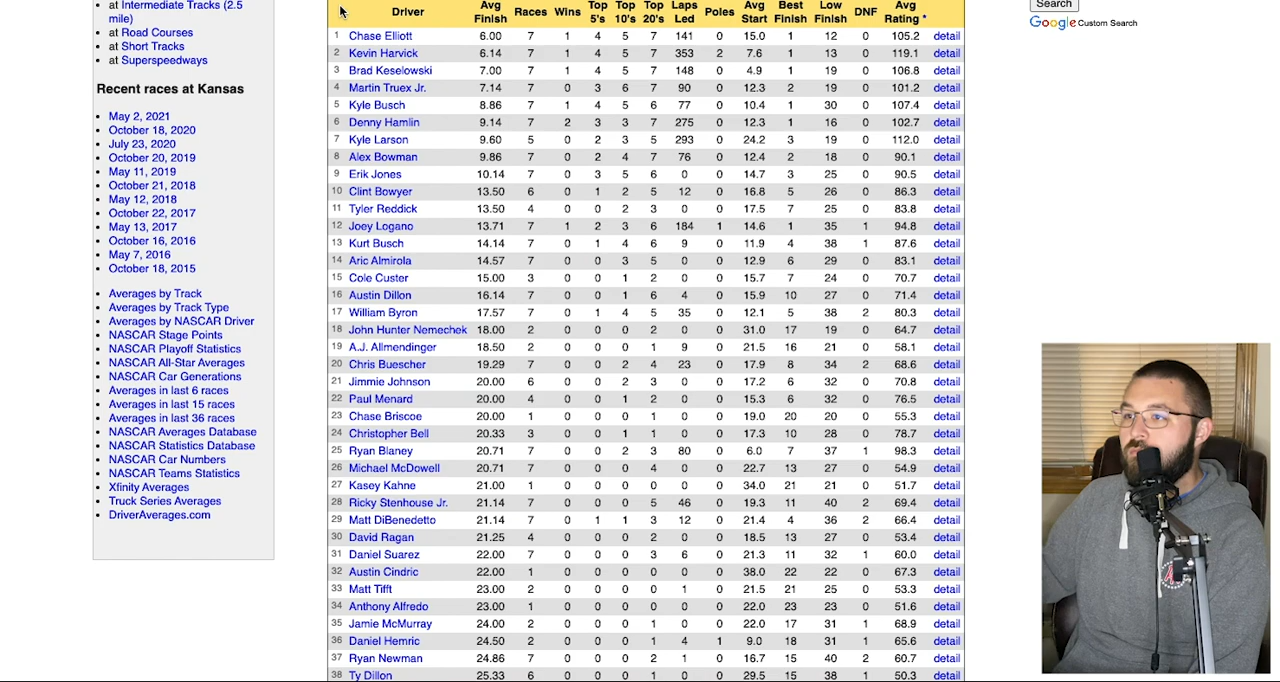 at Intermediate Tracks (2.5
mile)
at Road Courses
at Short Tracks
at Superspeedways
Recent races at Kansas
May 2, 2021
October 18, 2020
July 23, 2020
October 20, 2019
May 11, 2019
October 21, 2018
May 12, 2018
October 22, 2017
May 13, 2017
October 16, 2016
May 7, 2016
October 18, 2015
Averages by Track
Averages by Track Type
Averages by NASCAR Driver
NASCAR Stage Points
NASCAR Playoff Statistics
NASCAR All-Star Averages
NASCAR Car Generations
Averages in last 6 races
Averages in last 15 races
Averages in last 36 races
NASCAR Averages Database
NASCAR Statistics Database
NASCAR Car Numbers
NASCAR Teams Statistics
Xfinity Averages
Truck Series Averages
DriverAverages.com
Driver Avg Finish Races Wins Top 5's Top 10's Top 20's Laps Led Poles Avg Start Best Finish Low Finish DNF Avg Rating *
1 Chase Elliott 6.00 7 1 4 5 7 141 0 15.0 1 12 0 105.2 detail
2 Kevin Harvick 6.14 7 1 4 5 7 353 2 7.6 1 13 0 119.1 detail
3 Brad Keselowski 7.00 7 1 4 5 7 148 0 4.9 1 19 0 106.8 detail
4 Martin Truex Jr. 7.14 7 0 3 6 7 90 0 12.3 2 19 0 101.2 detail
5 Kyle Busch 8.86 7 1 4 5 6 77 0 10.4 1 30 0 107.4 detail
6 Denny Hamlin 9.14 7 2 3 3 7 275 0 12.3 1 16 0 102.7 detail
7 Kyle Larson 9.60 5 0 2 3 5 293 0 24.2 3 19 0 112.0 detail
8 Alex Bowman 9.86 7 0 2 4 7 76 0 12.4 2 18 0 90.1 detail
9 Erik Jones 10.14 7 0 3 5 6 0 0 14.7 3 25 0 90.5 detail
10 Clint Bowyer 13.50 6 0 1 2 5 12 0 16.8 5 26 0 86.3 detail
11 Tyler Reddick 13.50 4 0 0 2 3 0 0 17.5 7 25 0 83.8 detail
12 Joey Logano 13.71 7 1 2 3 6 184 1 14.6 1 35 1 94.8 detail
13 Kurt Busch 14.14 7 0 1 4 6 9 0 11.9 4 38 1 87.6 detail
14 Aric Almirola 14.57 7 0 0 3 5 0 0 12.9 6 29 0 83.1 detail
15 Cole Custer 15.00 3 0 0 1 2 0 0 15.7 7 24 0 70.7 detail
16 Austin Dillon 16.14 7 0 0 1 6 4 0 15.9 10 27 0 71.4 detail
17 William Byron 17.57 7 0 1 4 5 35 0 12.1 5 38 2 80.3 detail
18 John Hunter Nemechek 18.00 2 0 0 0 2 0 0 31.0 17 19 0 64.7 detail
19 A.J. Allmendinger 18.50 2 0 0 0 1 9 0 21.5 16 21 0 58.1 detail
20 Chris Buescher 19.29 7 0 0 2 4 23 0 17.9 8 34 2 68.6 detail
21 Jimmie Johnson 20.00 6 0 0 2 3 0 0 17.2 6 32 0 70.8 detail
22 Paul Menard 20.00 4 0 0 1 2 0 0 15.3 6 32 0 76.5 detail
23 Chase Briscoe 20.00 1 0 0 0 1 0 0 19.0 20 20 0 55.3 detail
24 Christopher Bell 20.33 3 0 0 1 1 0 0 17.3 10 28 0 78.7 detail
25 Ryan Blaney 20.71 7 0 0 2 3 80 0 6.0 7 37 1 98.3 detail
26 Michael McDowell 20.71 7 0 0 0 4 0 0 22.7 13 27 0 54.9 detail
27 Kasey Kahne 21.00 1 0 0 0 0 0 0 34.0 21 21 0 51.7 detail
28 Ricky Stenhouse Jr. 21.14 7 0 0 0 5 46 0 19.3 11 40 2 69.4 detail
29 Matt DiBenedetto 21.14 7 0 1 1 3 12 0 21.4 4 36 2 66.4 detail
30 David Ragan 21.25 4 0 0 0 2 0 0 18.5 13 27 0 53.4 detail
31 Daniel Suarez 22.00 7 0 0 0 3 6 0 21.3 11 32 1 60.0 detail
32 Austin Cindric 22.00 1 0 0 0 0 0 0 38.0 22 22 0 67.3 detail
33 Matt Tifft 23.00 2 0 0 0 0 1 0 21.5 21 25 0 53.3 detail
34 Anthony Alfredo 23.00 1 0 0 0 0 0 0 22.0 23 23 0 51.6 detail
35 Jamie McMurray 24.00 2 0 0 0 1 0 0 22.0 17 31 1 68.9 detail
36 Daniel Hemric 24.50 2 0 0 0 1 4 1 9.0 18 31 1 65.6 detail
37 Ryan Newman 24.86 7 0 0 0 2 1 0 16.7 15 40 2 60.7 detail
38 Ty Dillon 25.33 6 0 0 0 1 0 0 29.5 15 38 1 50.3 detail
Search
Google Custom Search